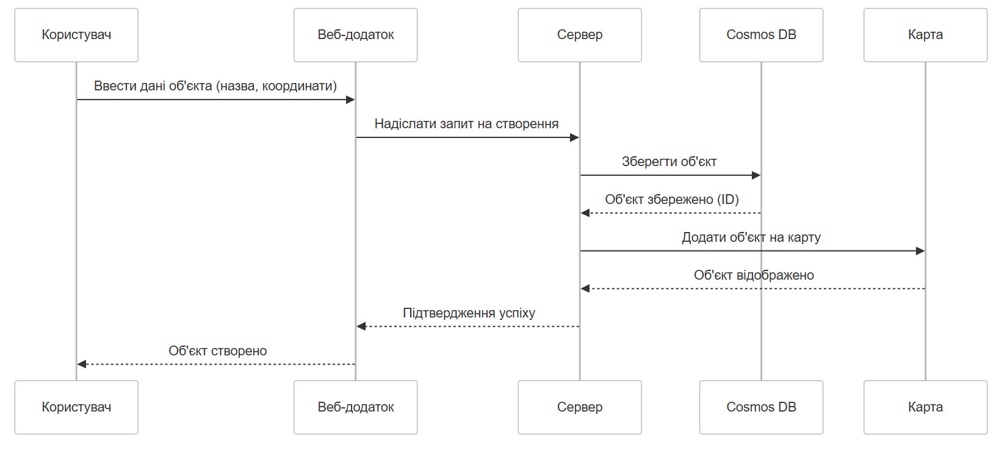 Користувач
Веб-додаток
Сервер
Cosmos DB
Карта
Ввести дані об'єкта (назва, координати)
Надіслати запит на створення
Зберегти об'єкт
Об'єкт збережено (ID)
Додати об'єкт на карту
Об'єкт відображено
Підтвердження успіху
Об'єкт створено
Користувач
Веб-додаток
Сервер
Cosmos DB
Карта